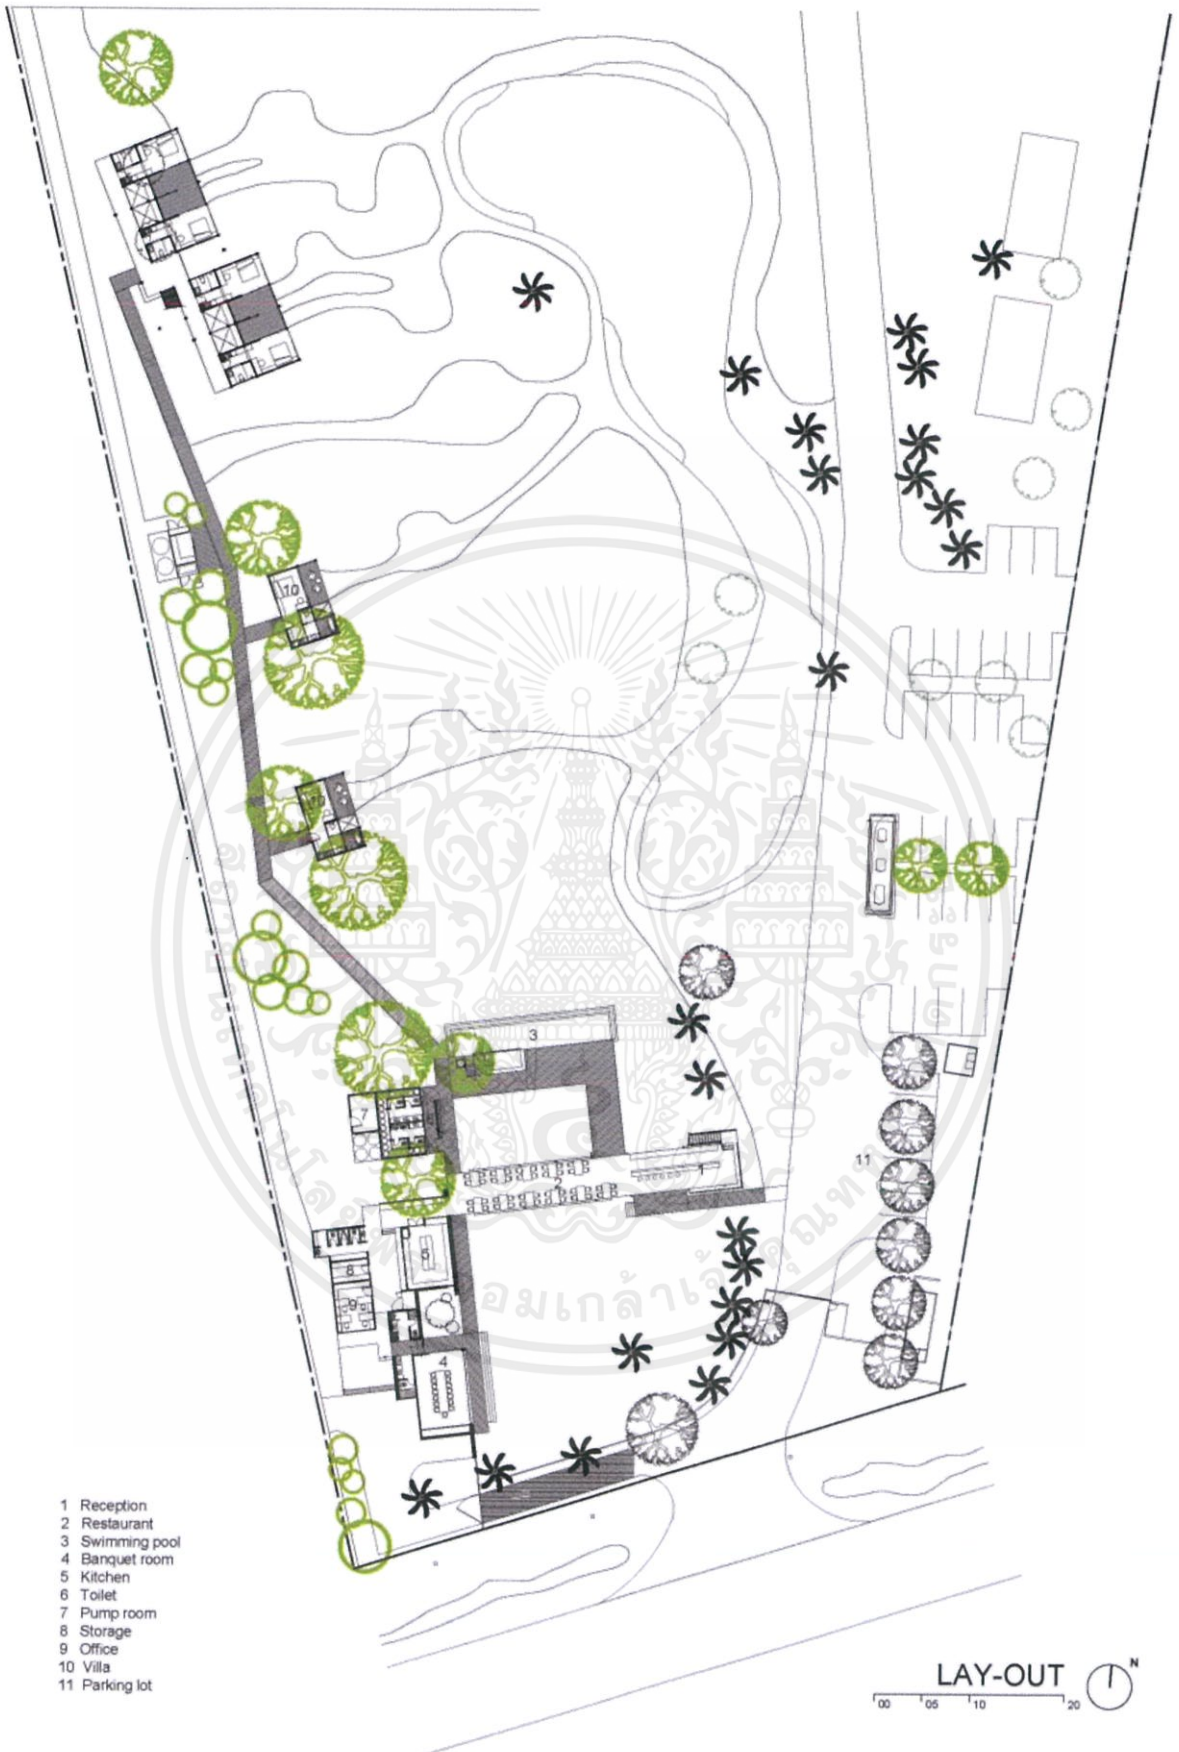 10
10
3
7
6
1
2
11
5
8
9
4
1 Reception
2 Restaurant
3 Swimming pool
4 Banquet room
5 Kitchen
6 Toilet
7 Pump room
8 Storage
9 Office
10 Villa
11 Parking lot
LAY-OUT
N
00 05 10 20